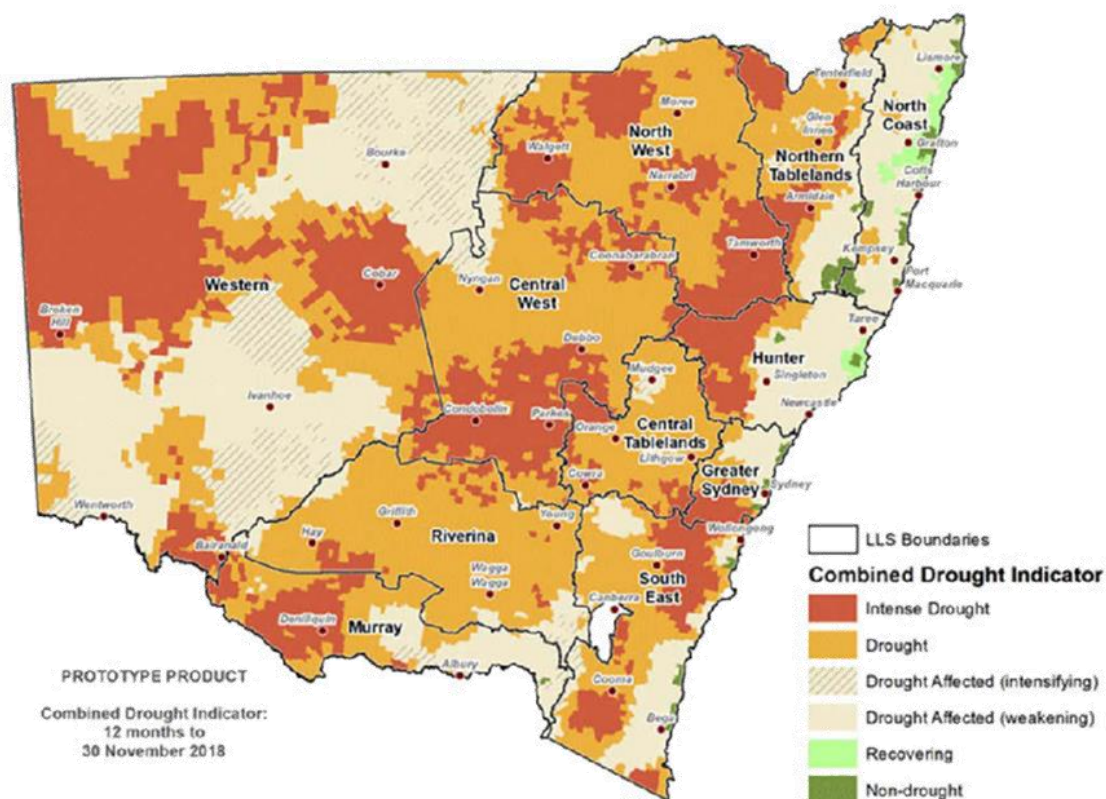 Lismore
Tenterfield
North
Coast
Moree
Glen
Innes
North
West
Grafton
Walgett
Northern
Tablelands
Bourke
Narrabri
Coffs
Harbour
Armidale
Tamworth
Kempsey
Coonabarabran
Cobar
Western
Nyngan
Central
West
Port
Macquarie
Broken
Hill
Taree
Dubbo
Hunter
Mudgee
Singleton
Ivanhoe
Newcastle
Condobolin
Parkes
Orange
Central
Tablelands
Lithgow
Greater
Sydney
Cowra
Sydney
Wentworth
Griffith
Young
Wollongong
Hay
Riverina
Balranald
Goulburn
Wagga
Wagga
South
East
Canberra
Deniliquin
Murray
Albury
Cooma
Bega
PROTOTYPE PRODUCT
Combined Drought Indicator:
12 months to
30 November 2018
LLS Boundaries
Combined Drought Indicator
Intense Drought
Drought
Drought Affected (intensifying)
Drought Affected (weakening)
Recovering
Non-drought